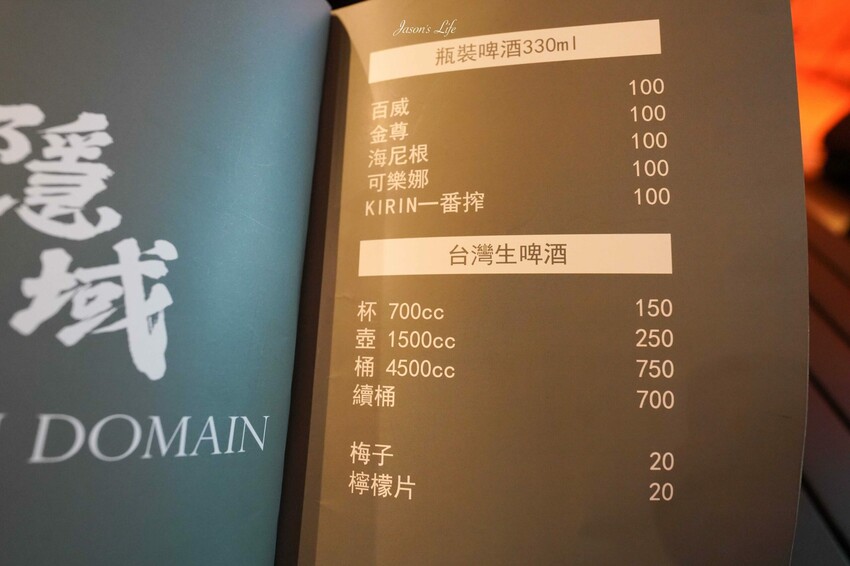 Jason's Life
隱
域
DOMAIN
瓶裝啤酒330ml
百威 100
金尊 100
海尼根 100
可樂娜 100
KIRIN一番搾 100
台灣生啤酒
杯 700cc 150
壺 1500cc 250
桶 4500cc 750
續桶 700
梅子 20
檸檬片 20